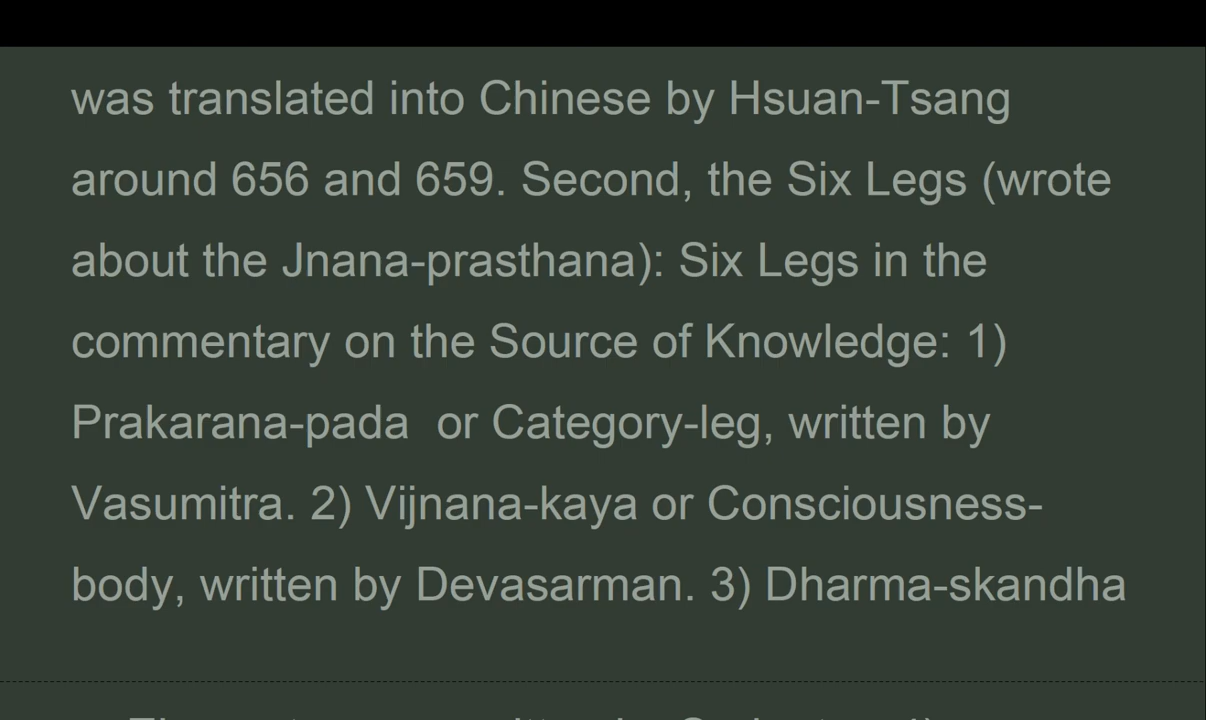 was translated into Chinese by Hsuan-Tsang
around 656 and 659. Second, the Six Legs (wrote
about the Jnana-prasthana): Six Legs in the
commentary on the Source of Knowledge: 1)
Prakarana-pada  or Category-leg, written by
Vasumitra. 2) Vijnana-kaya or Consciousness-
body, written by Devasarman. 3) Dharma-skandha